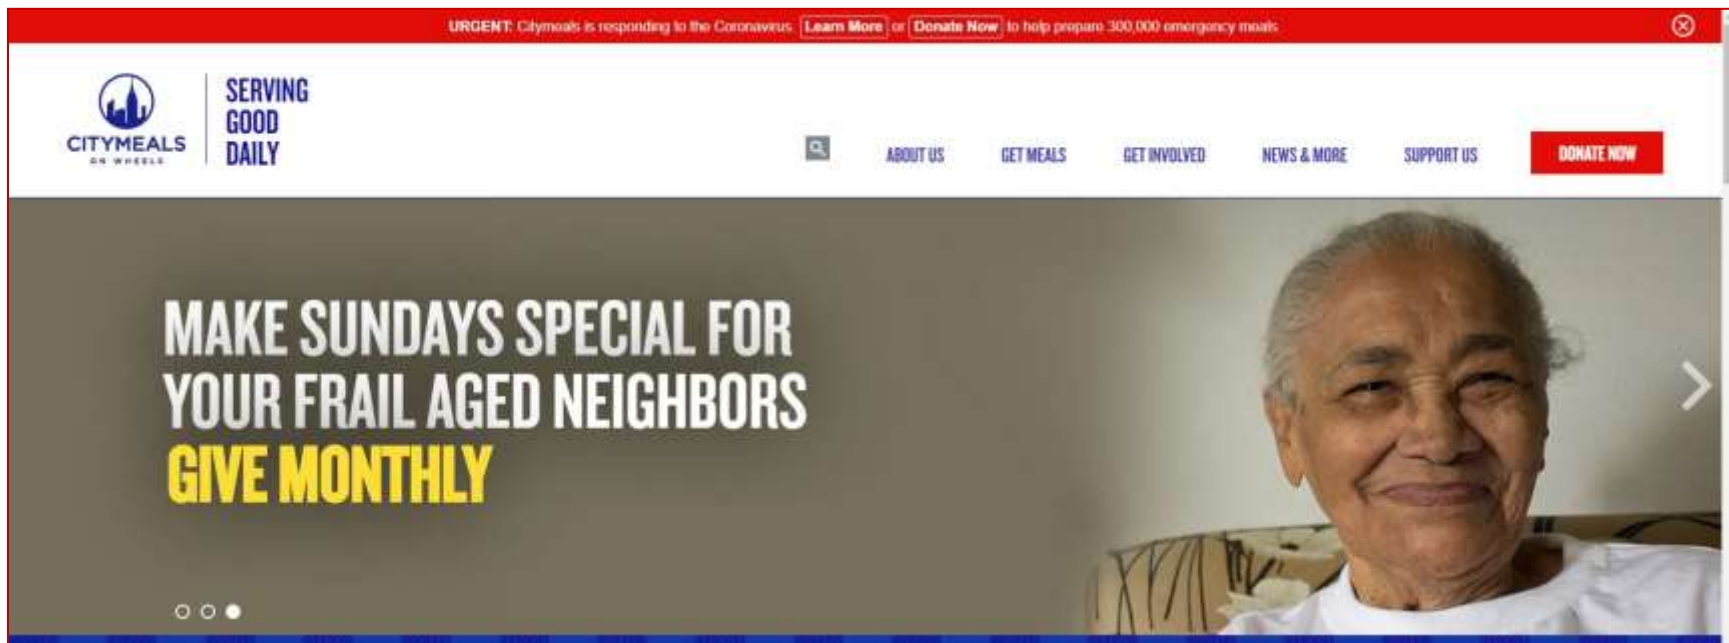 URGENT: Citymeals is responding to the Coronavirus. Learn More or Donate Now to help prepare 300,000 emergency meals
CITYMEALS
ON WHEELS
SERVING
GOOD
DAILY
ABOUT US GET MEALS GET INVOLVED NEWS & MORE SUPPORT US DONATE NOW
MAKE SUNDAYS SPECIAL FOR
YOUR FRAIL AGED NEIGHBORS
GIVE MONTHLY